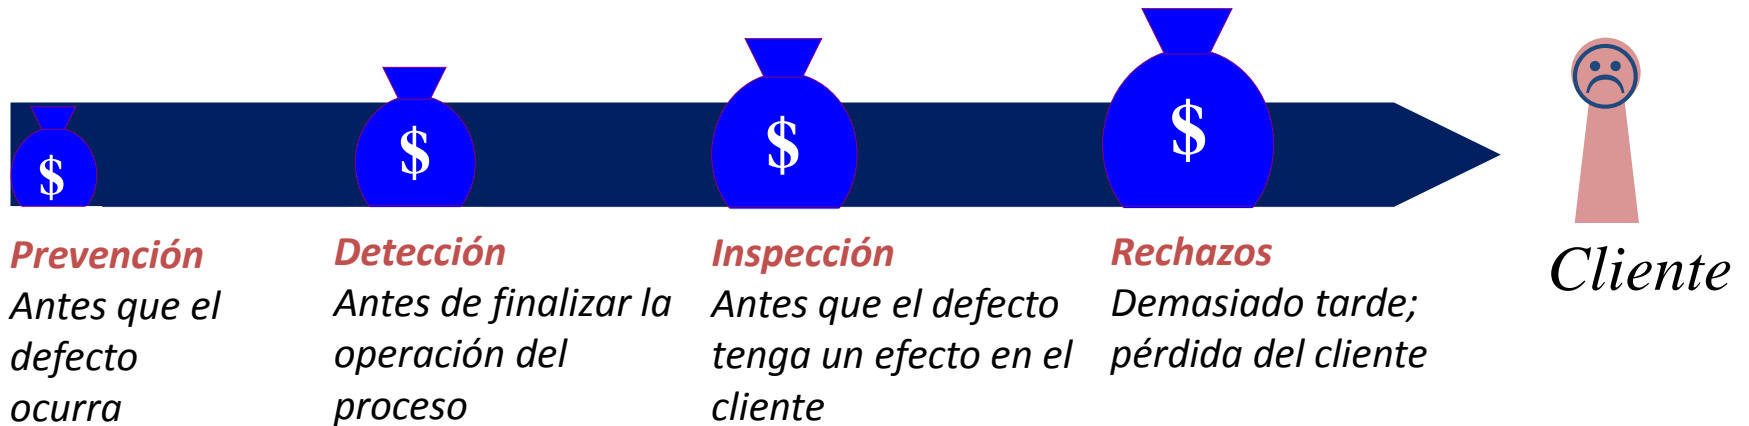 $
$
$
$
Prevención
Antes que el
defecto
ocurra
Detección
Antes de finalizar la
operación del
proceso
Inspección
Antes que el defecto
tenga un efecto en el
cliente
Rechazos
Demasiado tarde;
pérdida del cliente
Cliente